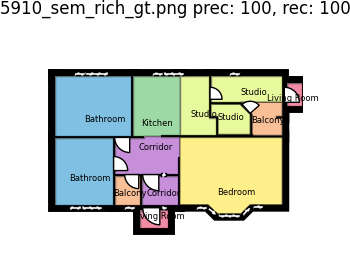 5910_sem_rich_gt.png prec: 100, rec: 100
Studio
Living Room
Bathroom
Kitchen
Studio
Studio
Balcony
Corridor
Bathroom
Balcony
Corridor
Bedroom
Living Room